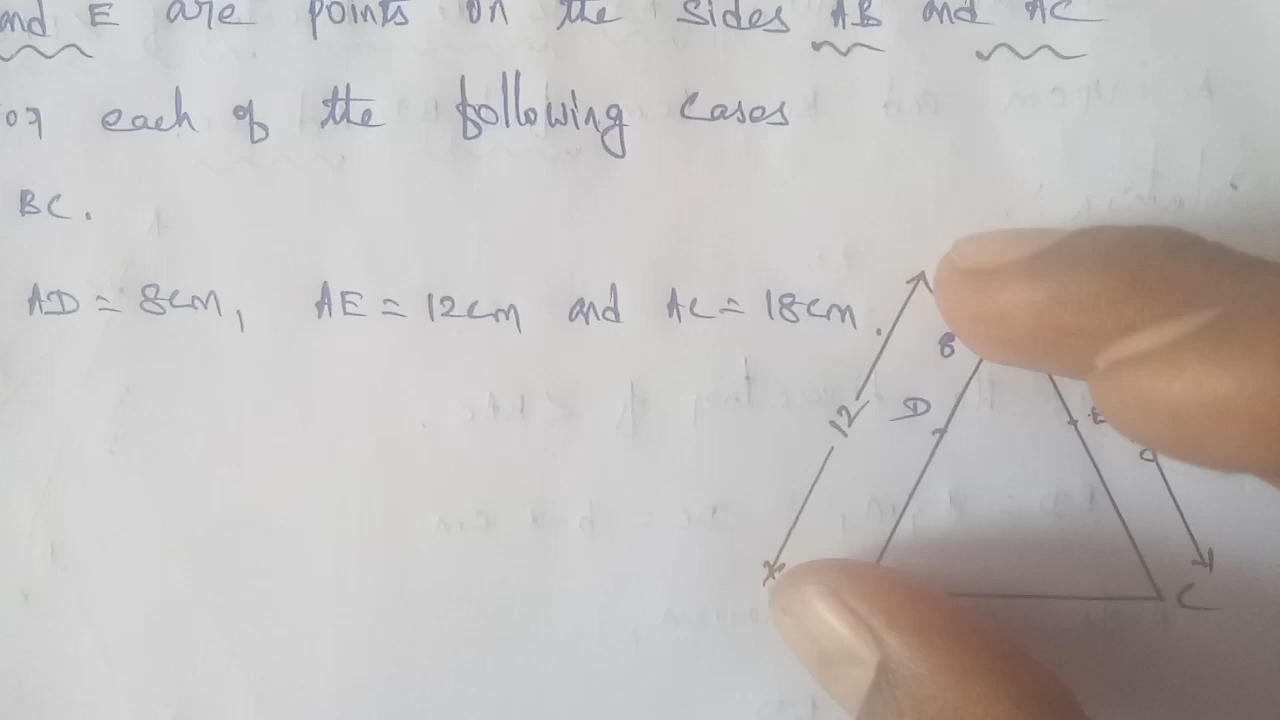 and E are points on the sides AB and AC
each of the following cases
BC.
AD = 8cm, AE = 12cm and AC = 18cm.
12
8
D
E
C